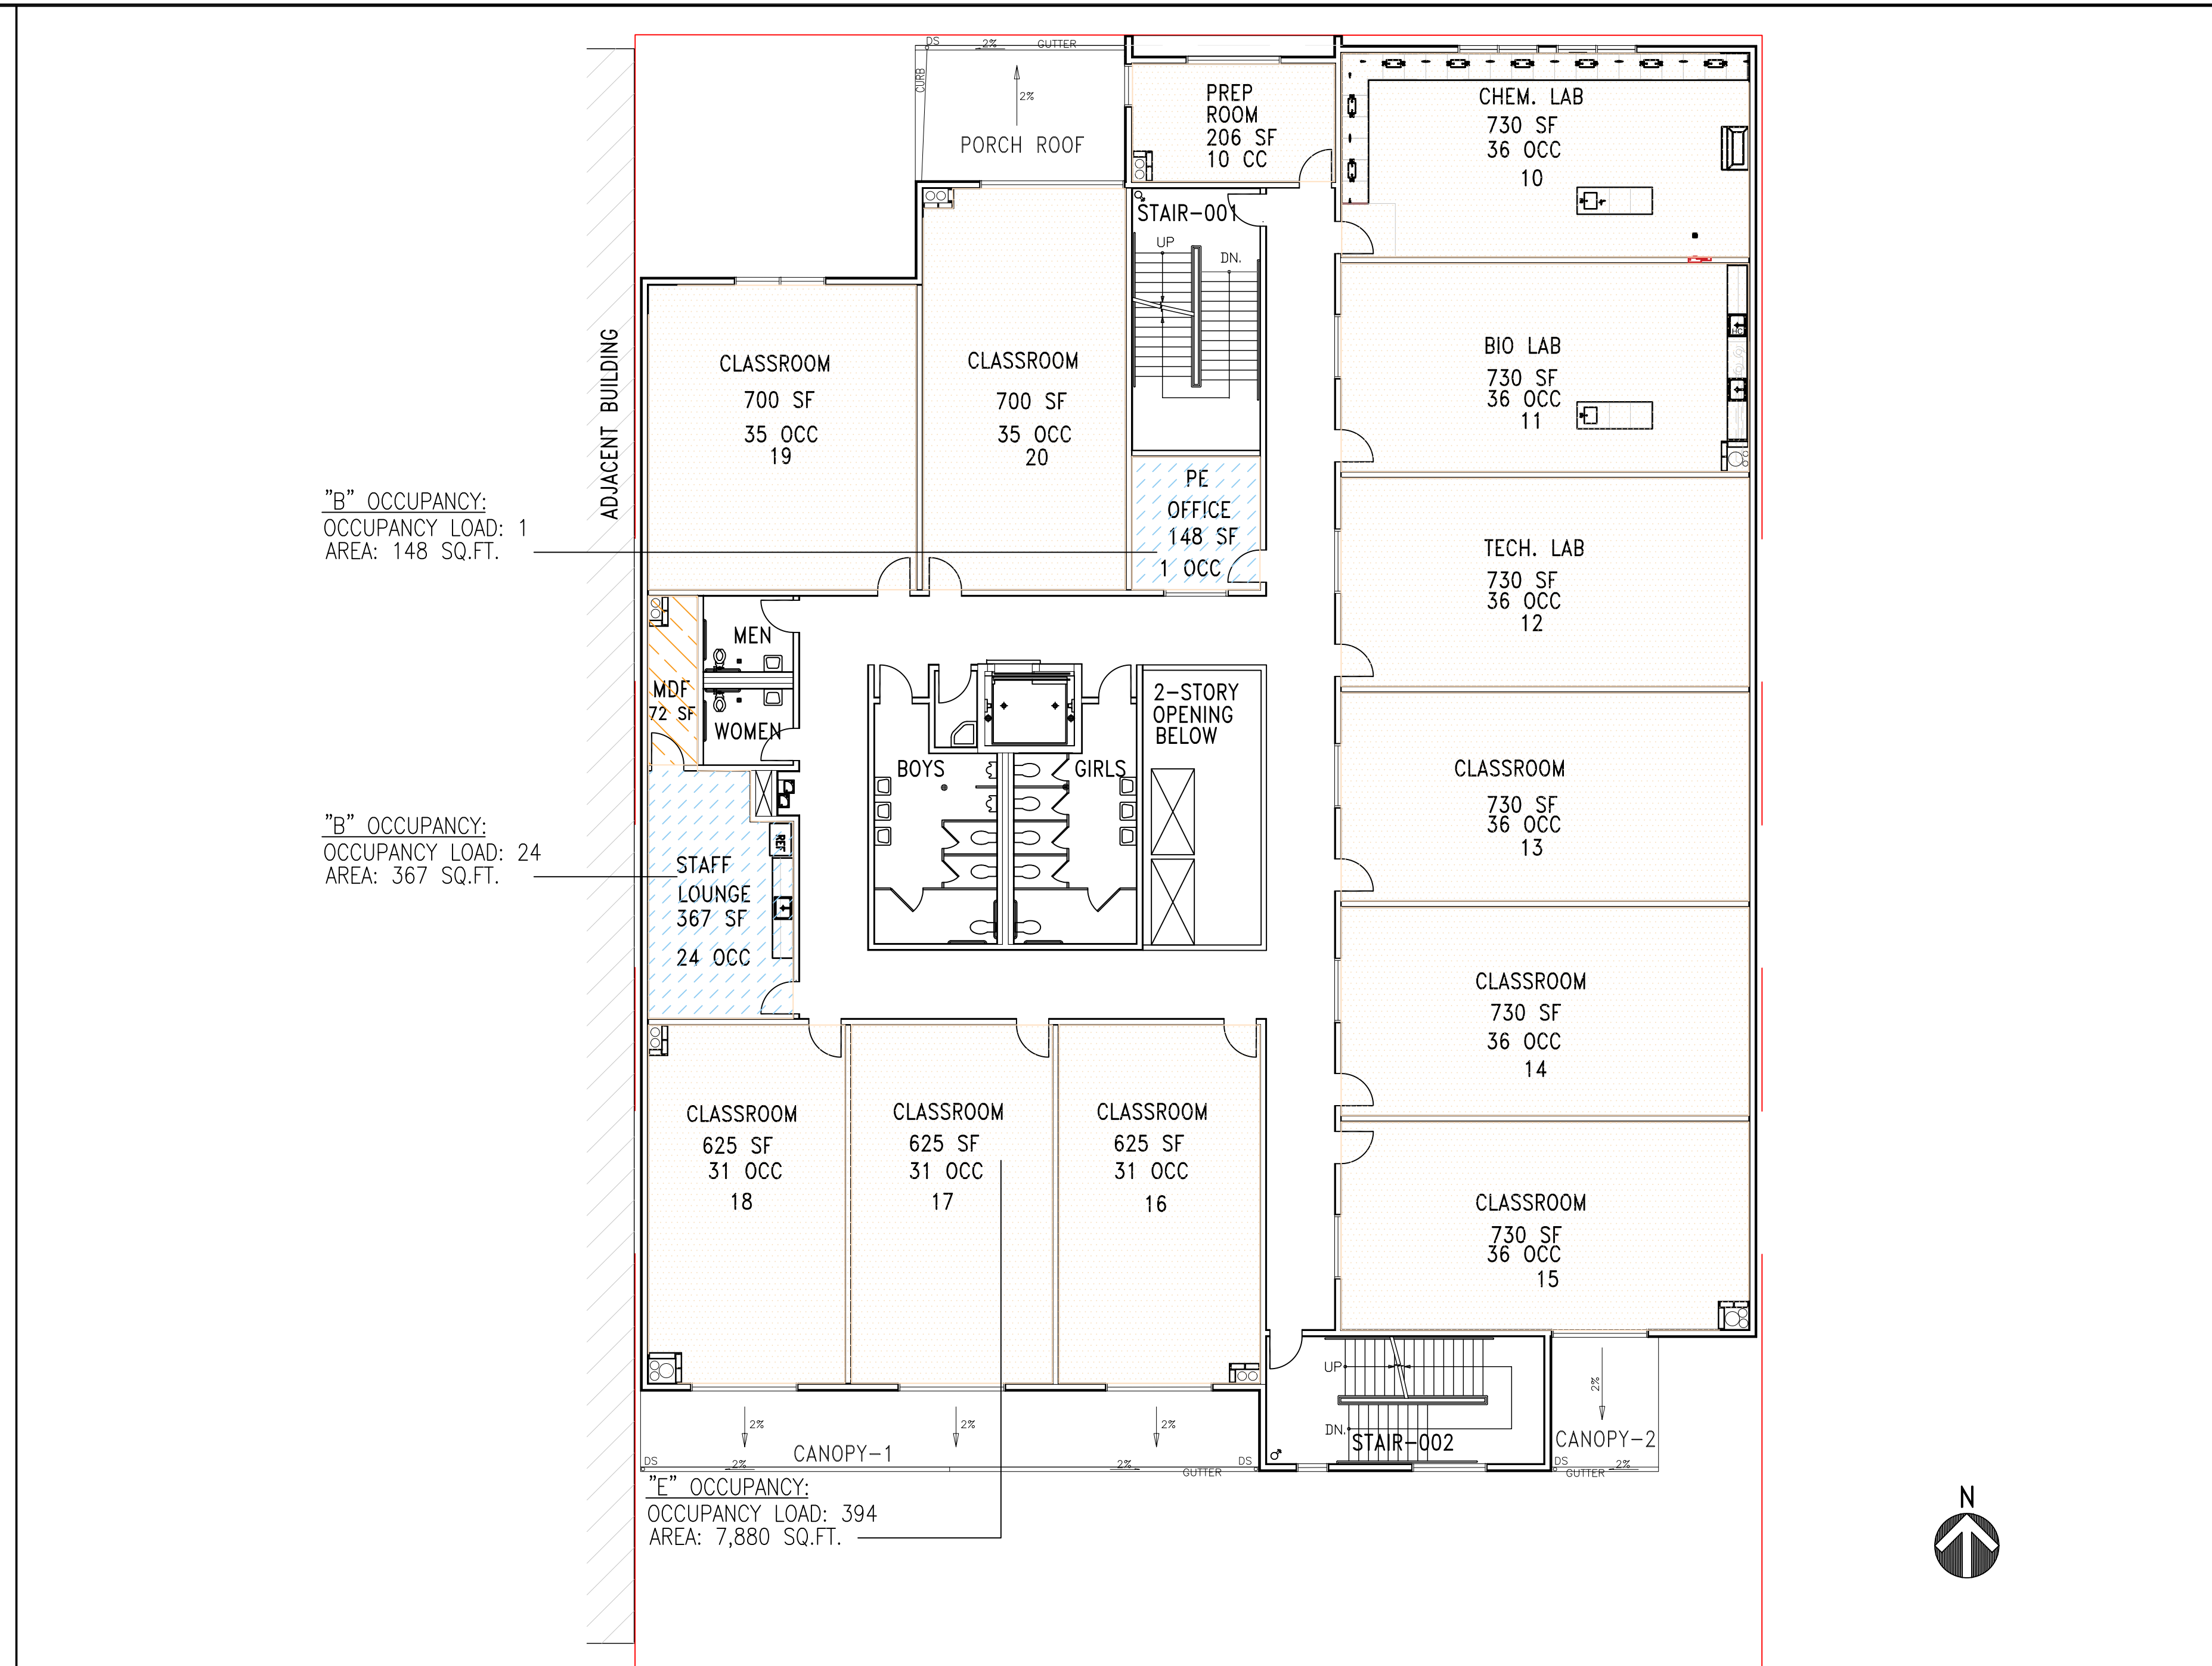 DS
2%
GUTTER
CURB
2%
PORCH ROOF
PREP
ROOM
206 SF
10 CC
CHEM. LAB
730 SF
36 OCC
10
STAIR-001
UP
DN.
ADJACENT BUILDING
CLASSROOM
700 SF
35 OCC
19
CLASSROOM
700 SF
35 OCC
20
BIO LAB
730 SF
36 OCC
11
"B" OCCUPANCY:
OCCUPANCY LOAD: 1
AREA: 148 SQ.FT.
PE
OFFICE
148 SF
1 OCC
TECH. LAB
730 SF
36 OCC
12
MEN
MDF
72 SF
WOMEN
2-STORY
OPENING
BELOW
BOYS
GIRLS
CLASSROOM
730 SF
36 OCC
13
"B" OCCUPANCY:
OCCUPANCY LOAD: 24
AREA: 367 SQ.FT.
REF
STAFF
LOUNGE
367 SF
24 OCC
CLASSROOM
730 SF
36 OCC
14
CLASSROOM
625 SF
31 OCC
18
CLASSROOM
625 SF
31 OCC
17
CLASSROOM
625 SF
31 OCC
16
CLASSROOM
730 SF
36 OCC
15
UP
DN.
STAIR-002
2%
2%
2%
2%
CANOPY-1
CANOPY-2
DS
2%
2%
GUTTER
DS
DS
GUTTER
2%
"E" OCCUPANCY:
OCCUPANCY LOAD: 394
AREA: 7,880 SQ.FT.
N